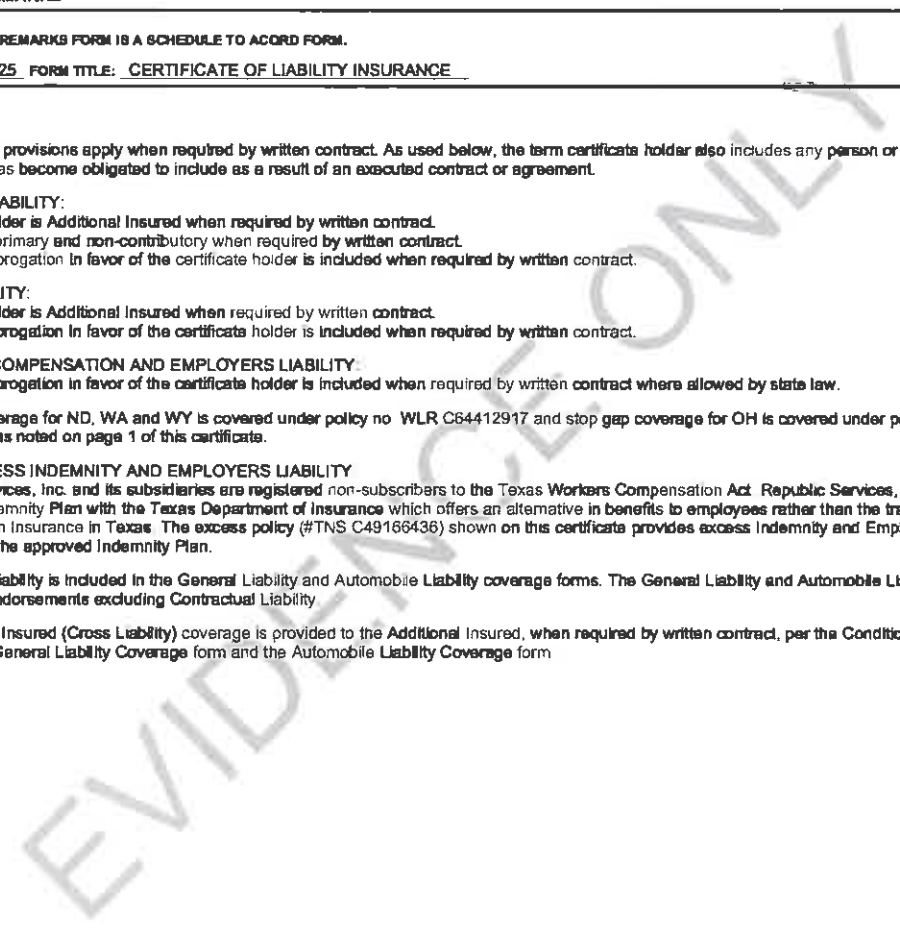 REMARKS FORM IS A SCHEDULE TO ACORD FORM.
25 FORM TITLE: CERTIFICATE OF LIABILITY INSURANCE
provisions apply when required by written contract. As used below, the term certificate holder also includes any person or
as become obligated to include as a result of an executed contract or agreement.
ABILITY:
lder is Additional Insured when required by written contract.
primary and non-contributory when required by written contract.
brogation in favor of the certificate holder is included when required by written contract.
ITY:
lder is Additional Insured when required by written contract.
brogation in favor of the certificate holder is included when required by written contract.
OMPENSATION AND EMPLOYERS LIABILITY:
brogation in favor of the certificate holder is included when required by written contract where allowed by state law.
erage for ND, WA and WY is covered under policy no WLR C64412917 and stop gap coverage for OH is covered under p
as noted on page 1 of this certificate.
ESS INDEMNITY AND EMPLOYERS LIABILITY
vices, Inc. and its subsidiaries are registered non-subscribers to the Texas Workers Compensation Act Republic Services,
emnity Plan with the Texas Department of Insurance which offers an alternative in benefits to employees rather than the tra
n Insurance in Texas The excess policy (#TNS C49166436) shown on this certificate provides excess Indemnity and Emp
the approved Indemnity Plan.
iability is included in the General Liability and Automobile Liability coverage forms. The General Liability and Automobile Li
ndorsements excluding Contractual Liability
Insured (Cross Liability) coverage is provided to the Additional Insured, when required by written contract, per the Conditio
General Liability Coverage form and the Automobile Liability Coverage form
EVIDENCE ONLY